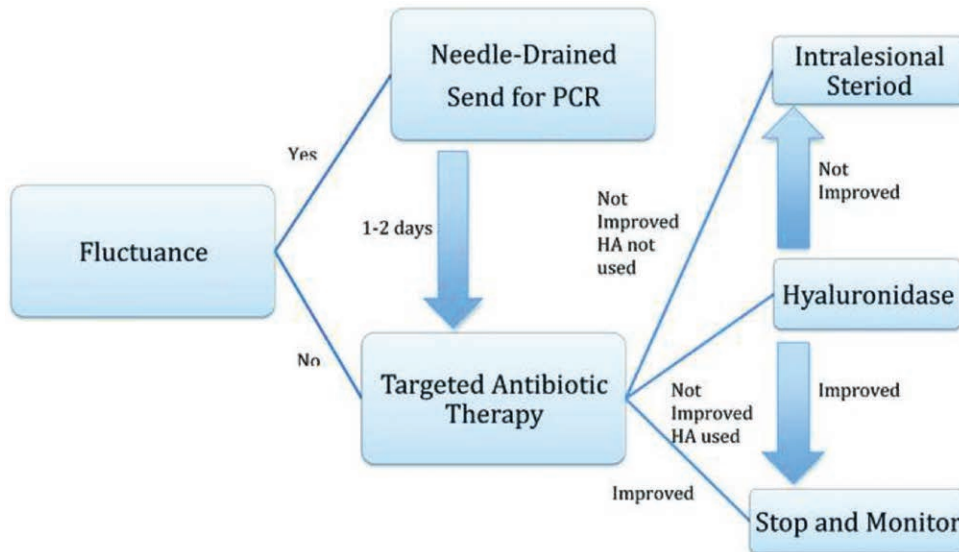 Needle-Drained
Send for PCR
Intralesional
Steriod
Yes
Not
Improved
1-2 days
Not
Improved
HA not
used
Fluctuance
Hyaluronidase
No
Targeted Antibiotic
Therapy
Not
Improved
HA used
Improved
Improved
Stop and Monitor